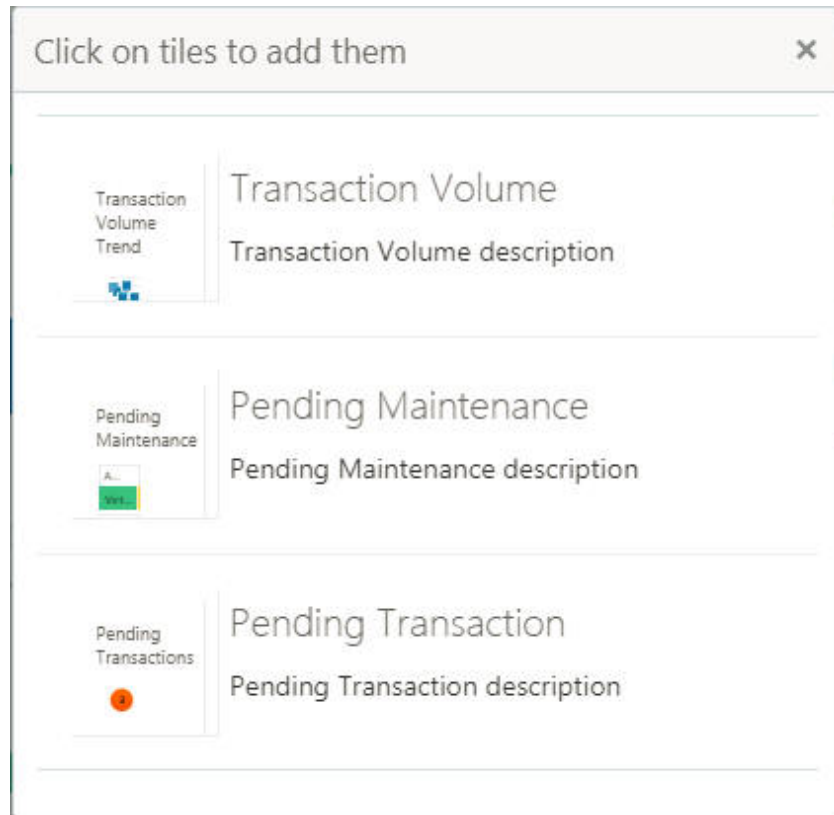 Click on tiles to add them
Transaction
Volume
Trend
Transaction Volume
Transaction Volume description
Pending
Maintenance
A...
Pending Maintenance
Pending Maintenance description
Pending
Transactions
Pending Transaction
Pending Transaction description